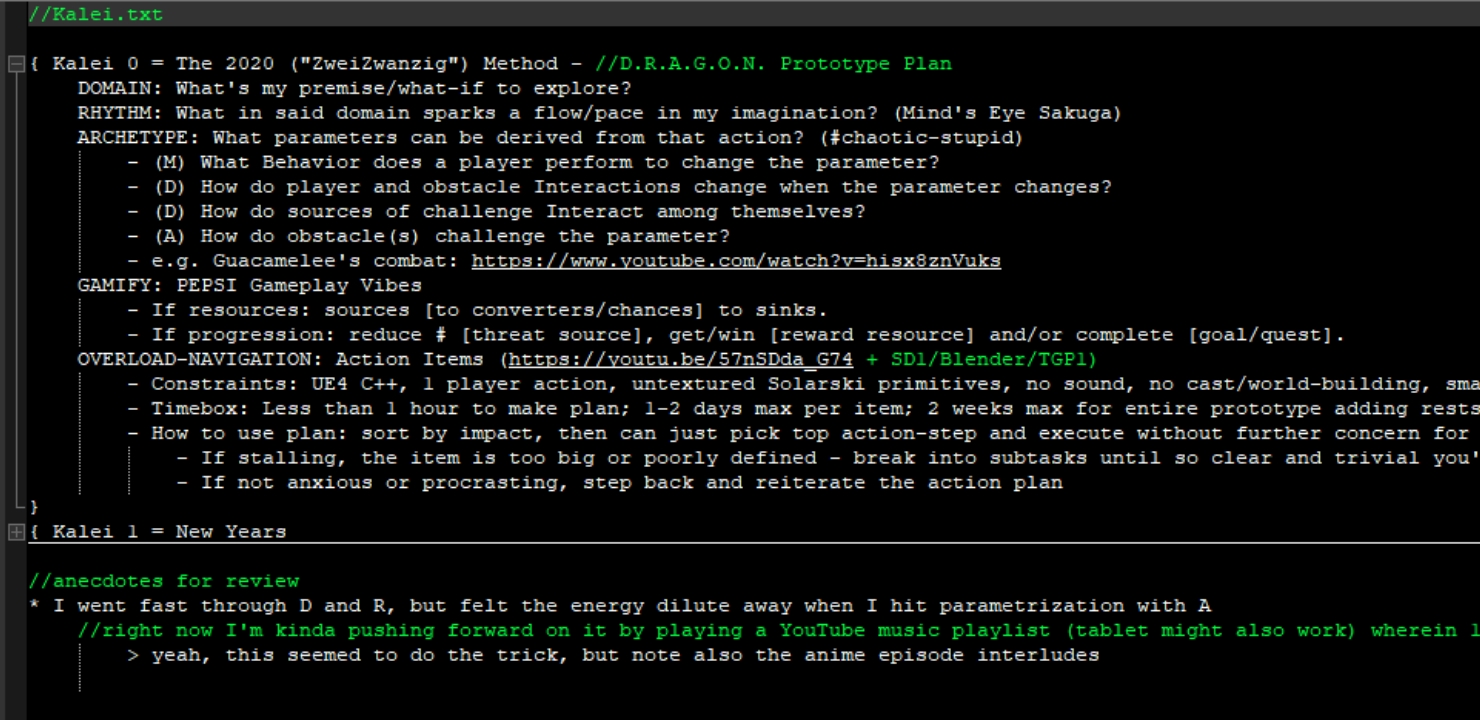 //Kalei.txt
{ Kalei 0 = The 2020 ("ZweiZwanzig") Method - //D.R.A.G.O.N. Prototype Plan
DOMAIN: What's my premise/what-if to explore?
RHYTHM: What in said domain sparks a flow/pace in my imagination? (Mind's Eye Sakuga)
ARCHETYPE: What parameters can be derived from that action? (#chaotic-stupid)
- (M) What Behavior does a player perform to change the parameter?
- (D) How do player and obstacle Interactions change when the parameter changes?
- (D) How do sources of challenge Interact among themselves?
- (A) How do obstacle(s) challenge the parameter?
- e.g. Guacamelee's combat: https://www.youtube.com/watch?v=hisx8znVuks
GAMIFY: PEPSI Gameplay Vibes
- If resources: sources [to converters/chances] to sinks.
- If progression: reduce # [threat source], get/win [reward resource] and/or complete [goal/quest].
OVERLOAD-NAVIGATION: Action Items (https://youtu.be/57nSDda_G74 + SD1/Blender/TGP1)
- Constraints: UE4 C++, 1 player action, untextured Solarski primitives, no sound, no cast/world-building, sma
- Timebox: Less than 1 hour to make plan; 1-2 days max per item; 2 weeks max for entire prototype adding rests
- How to use plan: sort by impact, then can just pick top action-step and execute without further concern for
- If stalling, the item is too big or poorly defined - break into subtasks until so clear and trivial you'
- If not anxious or procrasting, step back and reiterate the action plan
}
{ Kalei 1 = New Years
//anecdotes for review
* I went fast through D and R, but felt the energy dilute away when I hit parametrization with A
//right now I'm kinda pushing forward on it by playing a YouTube music playlist (tablet might also work) wherein l
> yeah, this seemed to do the trick, but note also the anime episode interludes